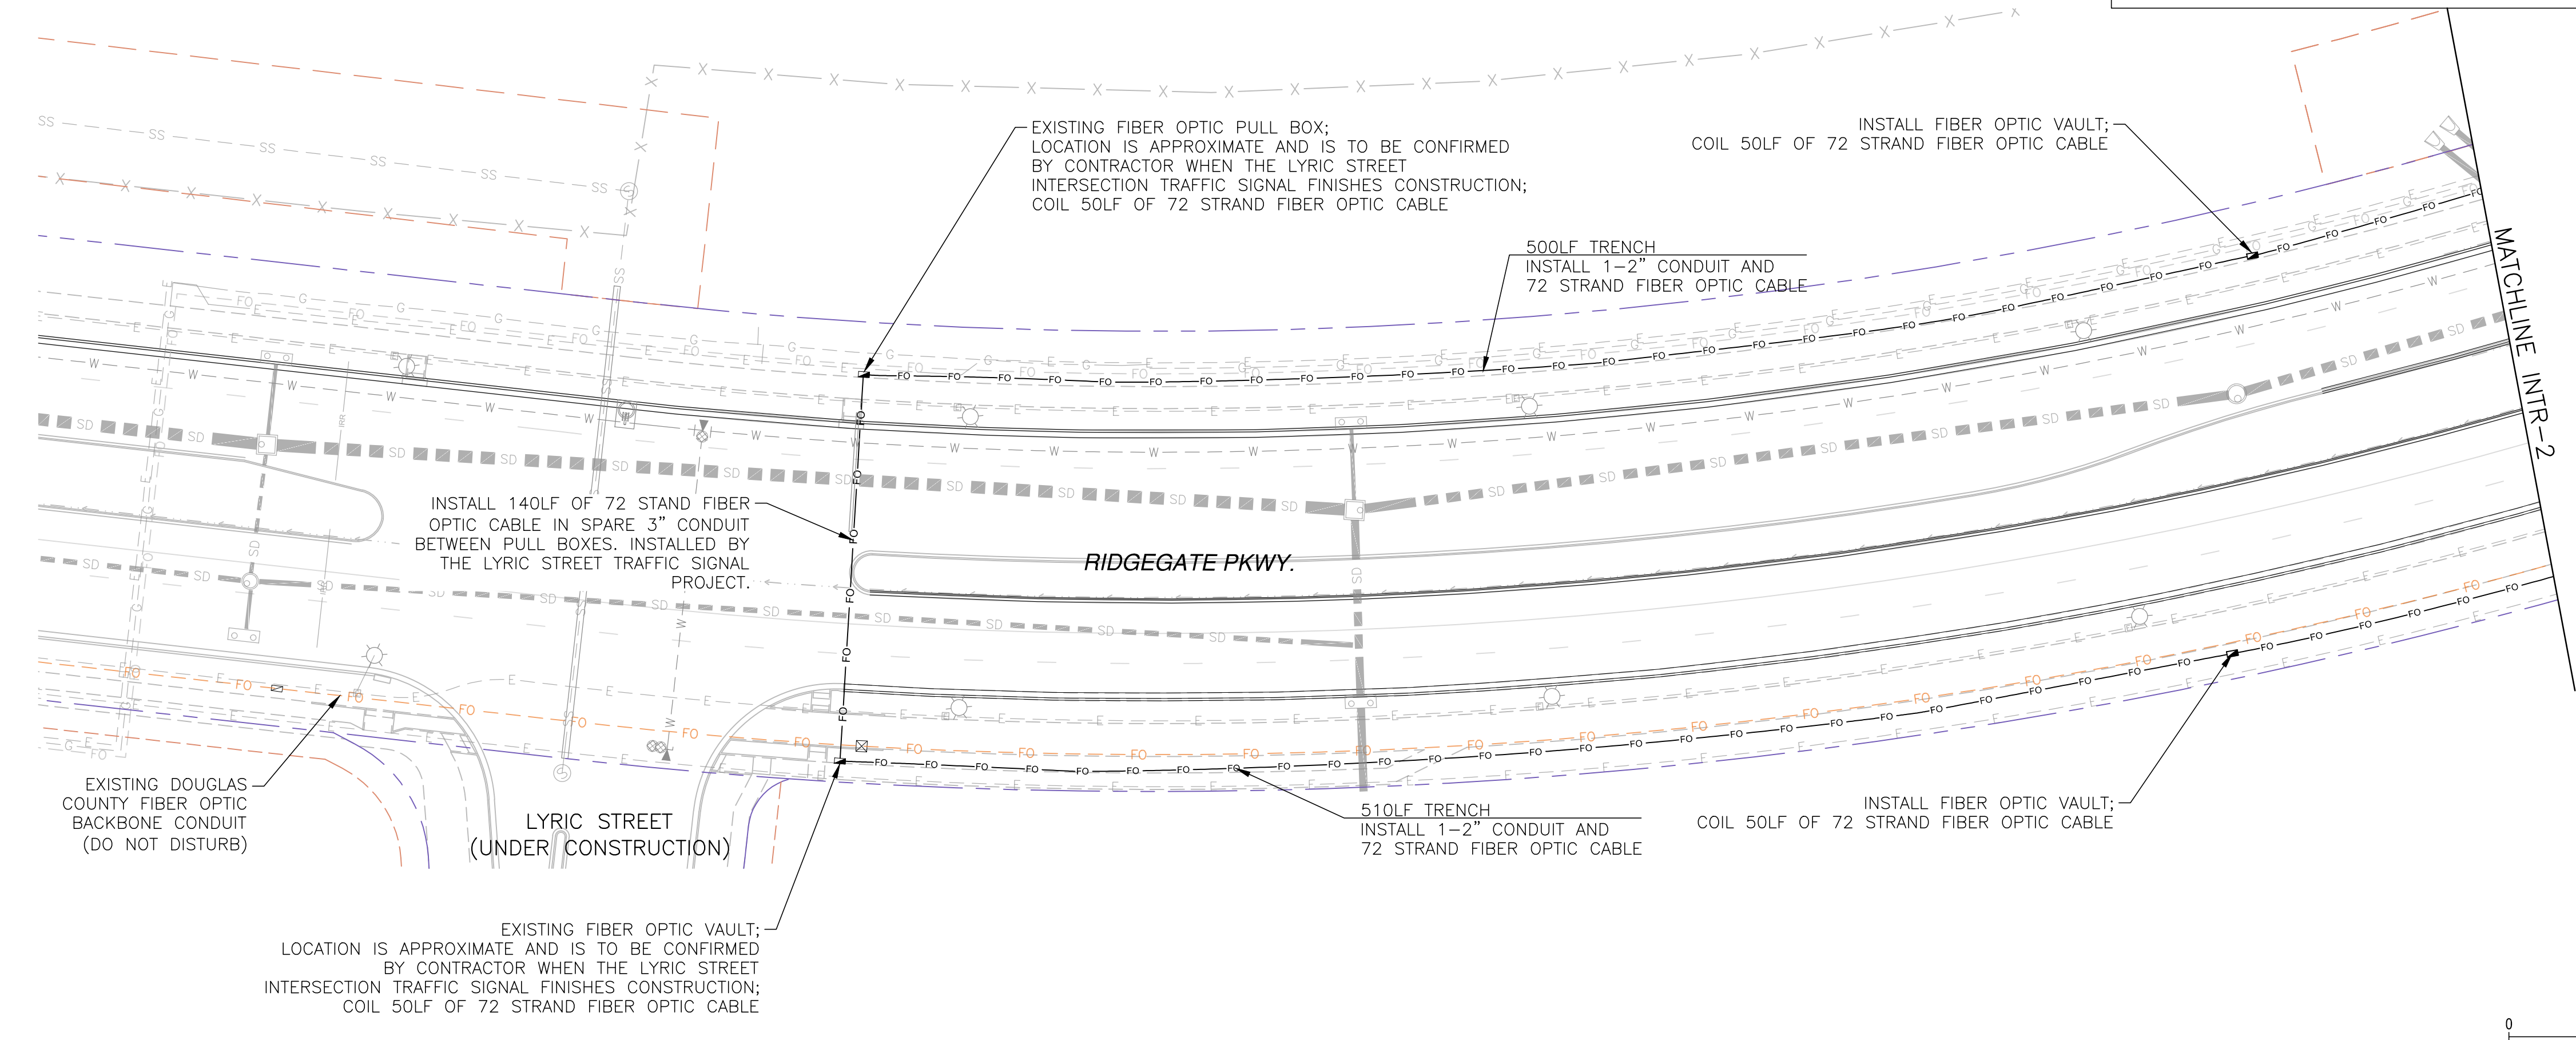 EXISTING FIBER OPTIC PULL BOX;
LOCATION IS APPROXIMATE AND IS TO BE CONFIRMED
BY CONTRACTOR WHEN THE LYRIC STREET
INTERSECTION TRAFFIC SIGNAL FINISHES CONSTRUCTION;
COIL 50LF OF 72 STRAND FIBER OPTIC CABLE
INSTALL FIBER OPTIC VAULT;
COIL 50LF OF 72 STRAND FIBER OPTIC CABLE
500LF TRENCH
INSTALL 1-2" CONDUIT AND
72 STRAND FIBER OPTIC CABLE
MATCHLINE INTR-2
INSTALL 140LF OF 72 STAND FIBER
OPTIC CABLE IN SPARE 3" CONDUIT
BETWEEN PULL BOXES. INSTALLED BY
THE LYRIC STREET TRAFFIC SIGNAL
PROJECT.
RIDGEGATE PKWY.
EXISTING DOUGLAS
COUNTY FIBER OPTIC
BACKBONE CONDUIT
(DO NOT DISTURB)
LYRIC STREET
(UNDER CONSTRUCTION)
510LF TRENCH
INSTALL 1-2" CONDUIT AND
72 STRAND FIBER OPTIC CABLE
INSTALL FIBER OPTIC VAULT;
COIL 50LF OF 72 STRAND FIBER OPTIC CABLE
EXISTING FIBER OPTIC VAULT;
LOCATION IS APPROXIMATE AND IS TO BE CONFIRMED
BY CONTRACTOR WHEN THE LYRIC STREET
INTERSECTION TRAFFIC SIGNAL FINISHES CONSTRUCTION;
COIL 50LF OF 72 STRAND FIBER OPTIC CABLE
0